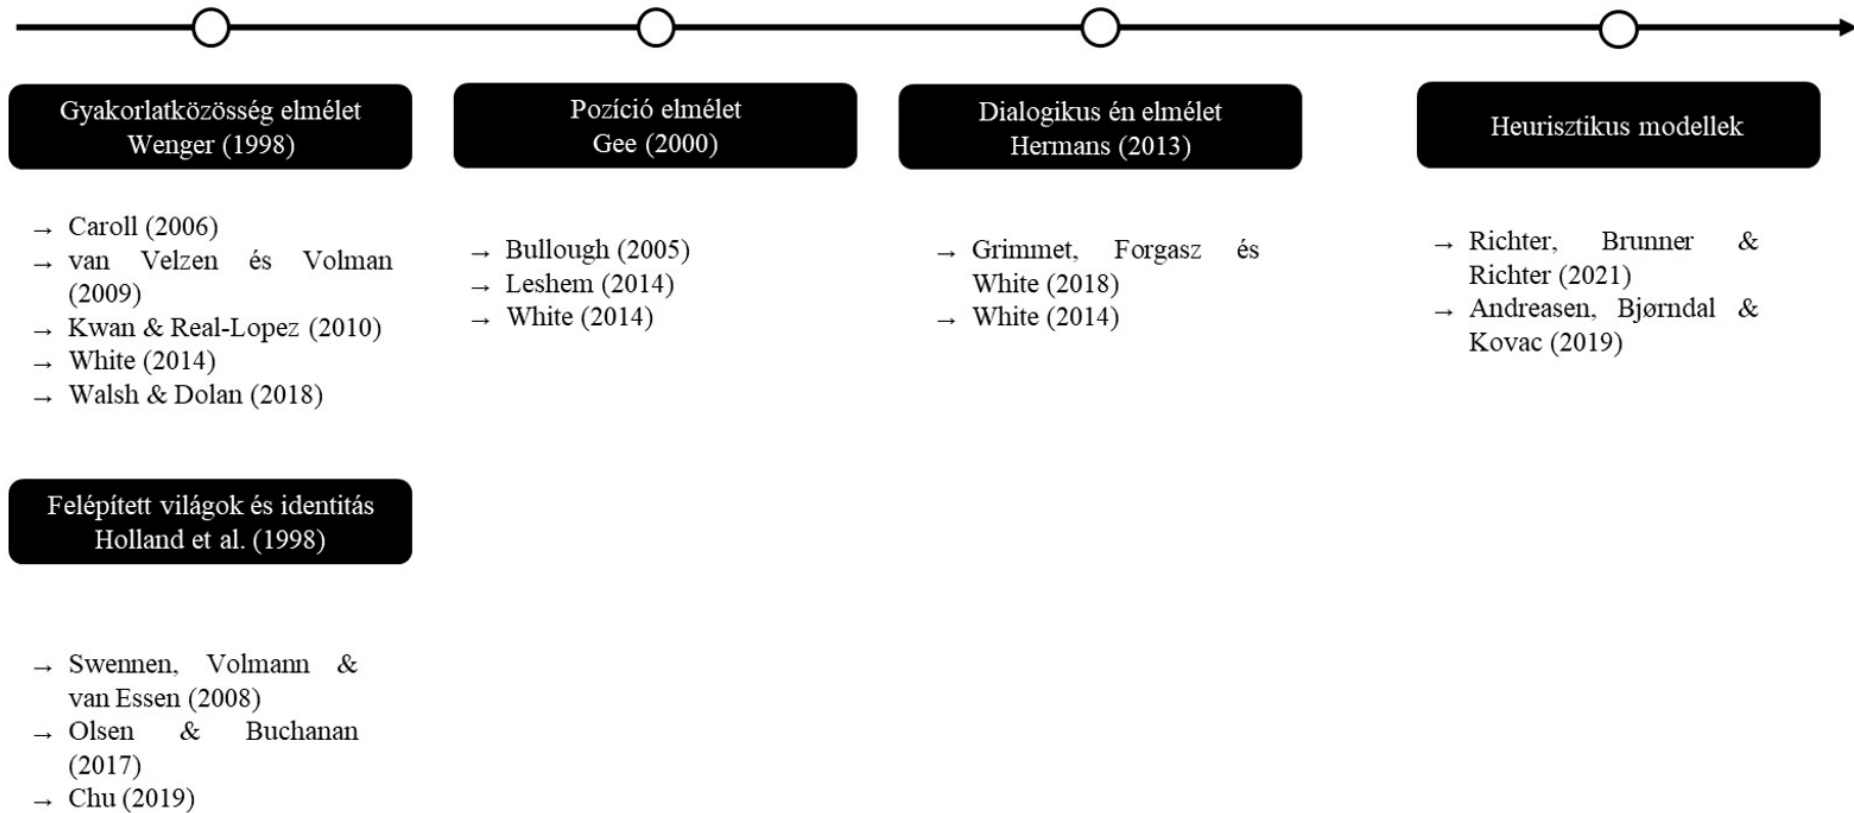 Gyakorlatközösség elmélet
Wenger (1998)
→ Caroll (2006)
→ van Velzen és Volman
(2009)
→ Kwan & Real-Lopez (2010)
→ White (2014)
→ Walsh & Dolan (2018)
Felépített világok és identitás
Holland et al. (1998)
→ Swennen, Volmann &
van Essen (2008)
→ Olsen & Buchanan
(2017)
→ Chu (2019)
Pozíció elmélet
Gee (2000)
→ Bullough (2005)
→ Leshem (2014)
→ White (2014)
Dialogikus én elmélet
Hermans (2013)
→ Grimmet, Forgasz és
White (2018)
→ White (2014)
Heurisztikus modellek
→ Richter, Brunner &
Richter (2021)
→ Andreasen, Bjørndal &
Kovac (2019)